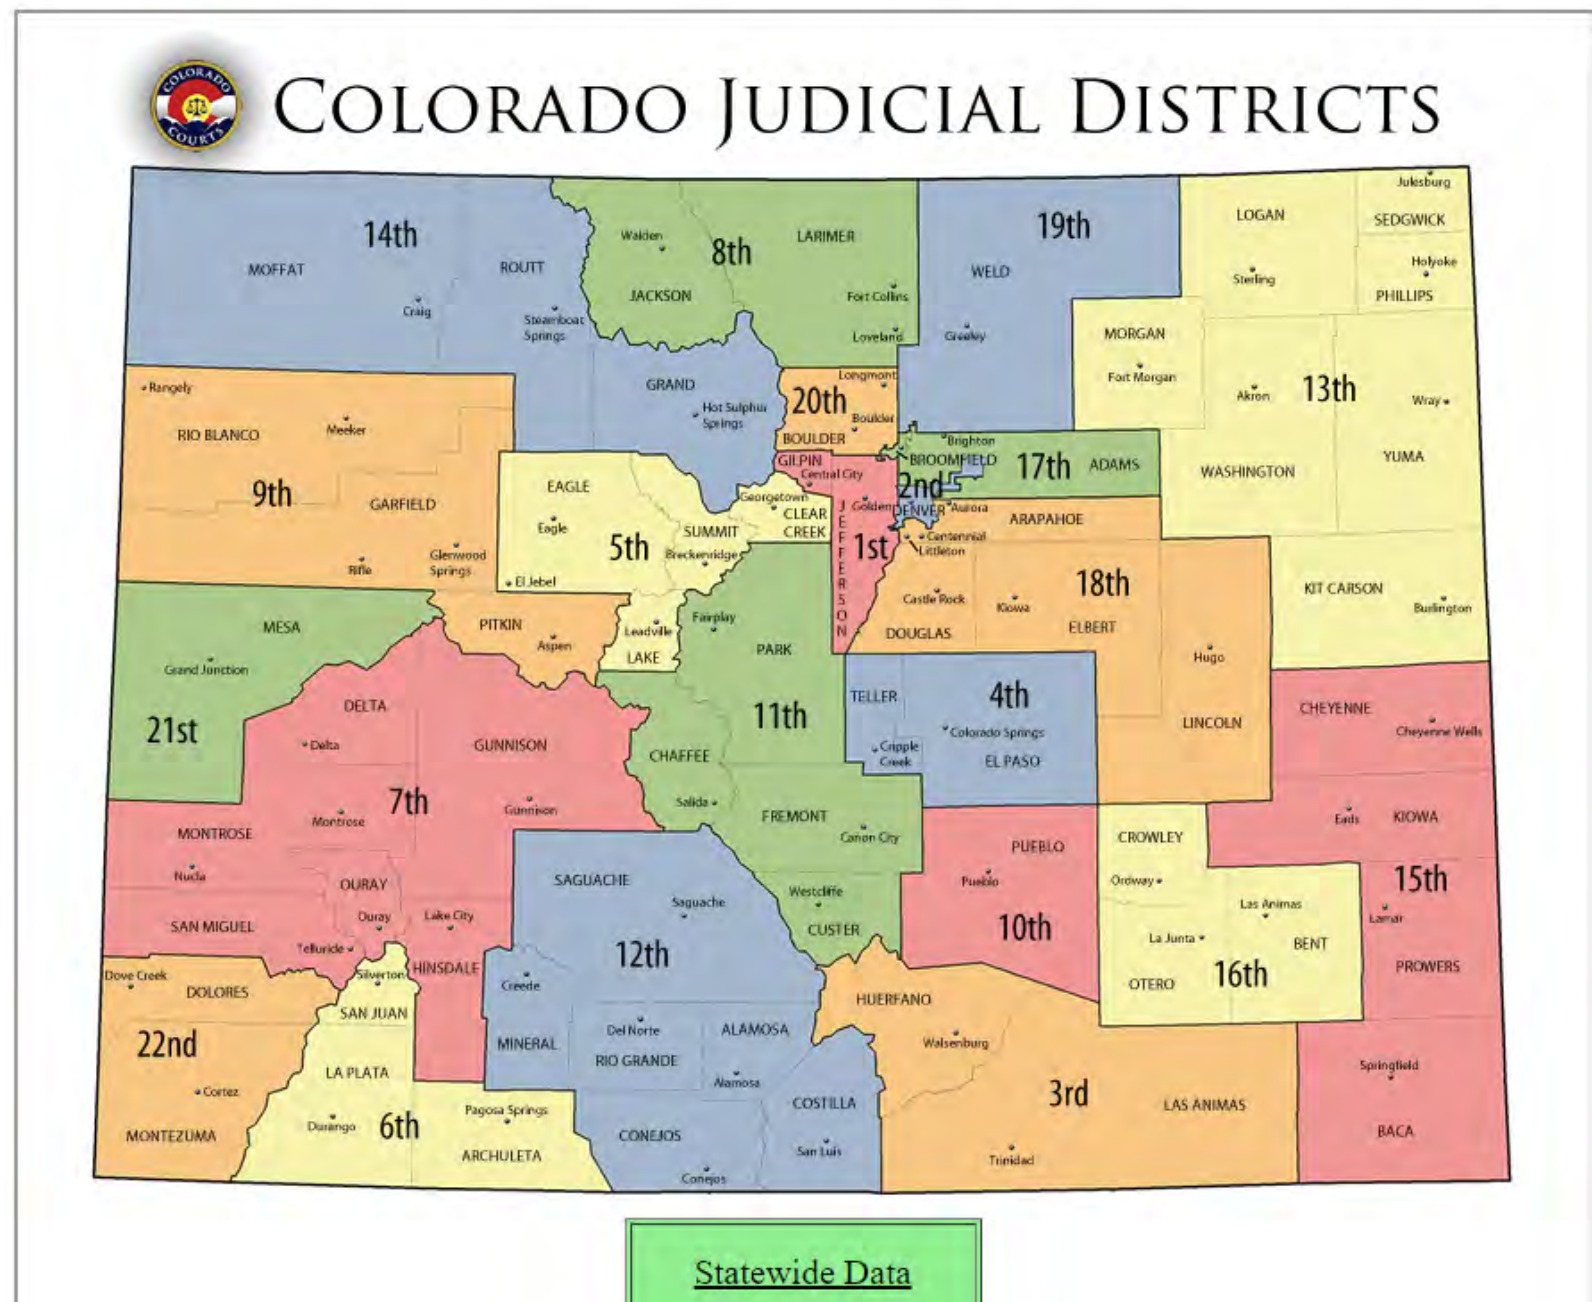 COLORADO
COURTS
COLORADO JUDICIAL DISTRICTS
14th
MOFFAT
ROUTT
Craig
Steamboat
Springs
GRAND
Hot Sulphur
Springs
8th
Walden
LARIMER
JACKSON
Fort Collins
Loveland
19th
WELD
Greeley
LOGAN
Julesburg
SEDGWICK
Sterling
Holyoke
PHILLIPS
MORGAN
Fort Morgan
Akron
13th
Wray
WASHINGTON
YUMA
KIT CARSON
Burlington
Rangely
RIO BLANCO
Meeker
9th
GARFIELD
Rifle
Glenwood
Springs
PITKIN
Aspen
Longmont
20th
Boulder
BOULDER
GILPIN
Central City
Golden
JEFFERSON
1st
Brighton
BROOMFIELD
17th
ADAMS
2nd
DENVER
Aurora
EAGLE
Eagle
5th
El Jebel
SUMMIT
Breckenridge
Georgetown
CLEAR
CREEK
Leadville
LAKE
ARAPAHOE
Centennial
Littleton
18th
Castle Rock
Kiowa
DOUGLAS
ELBERT
Hugo
LINCOLN
MESA
Grand Junction
21st
Fairplay
PARK
11th
CHAFFEE
Salida
FREMONT
Canon City
Westcliffe
CUSTER
TELLER
4th
Colorado Springs
Cripple
Creek
EL PASO
DELTA
Delta
GUNNISON
7th
Gunnison
Montrose
MONTROSE
Nucla
OURAY
Ouray
Lake City
SAN MIGUEL
Telluride
HINSDALE
CHEYENNE
Cheyenne Wells
Eads
KIOWA
15th
Lamar
PROWERS
Springfield
BACA
PUEBLO
Pueblo
10th
CROWLEY
Ordway
Las Animas
La Junta
BENT
OTERO
16th
SAGUACHE
Saguache
12th
Creede
MINERAL
Del Norte
RIO GRANDE
ALAMOSA
Alamosa
COSTILLA
CONEJOS
San Luis
Conejos
Dove Creek
DOLORES
22nd
Cortez
MONTEZUMA
Silverton
SAN JUAN
LA PLATA
Durango
6th
Pagosa Springs
ARCHULETA
HUERFANO
Walsenburg
3rd
LAS ANIMAS
Trinidad
Statewide Data